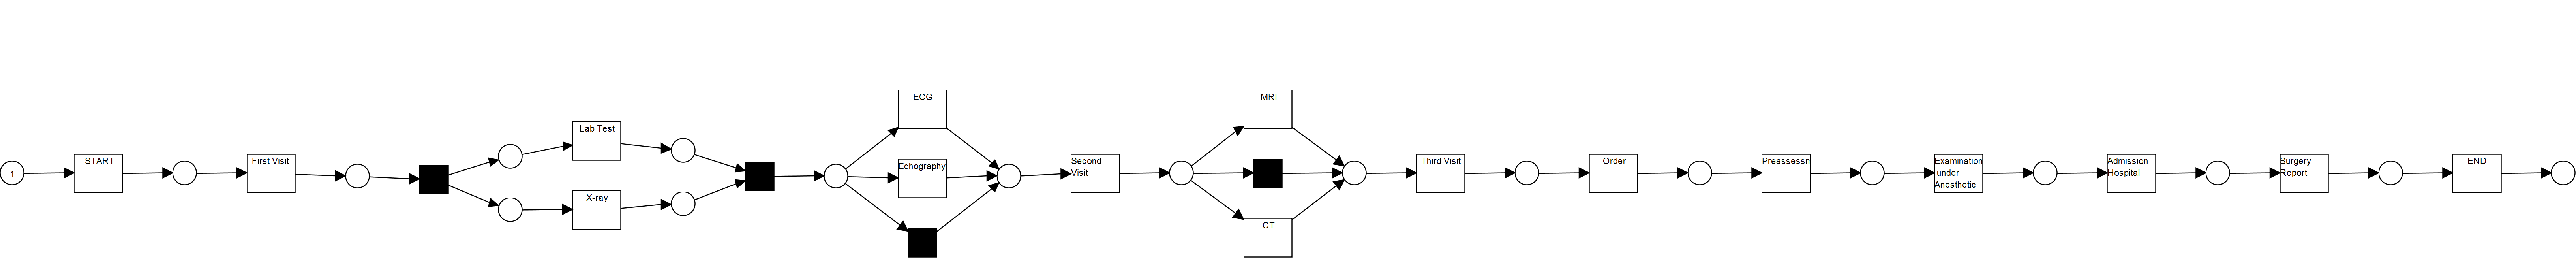 1
START
First Visit
Lab Test
X-ray
ECG
Echography
Second
Visit
MRI
CT
Third Visit
Order
Preassessm
Examination
under
Anesthetic
Admission
Hospital
Surgery
Report
END